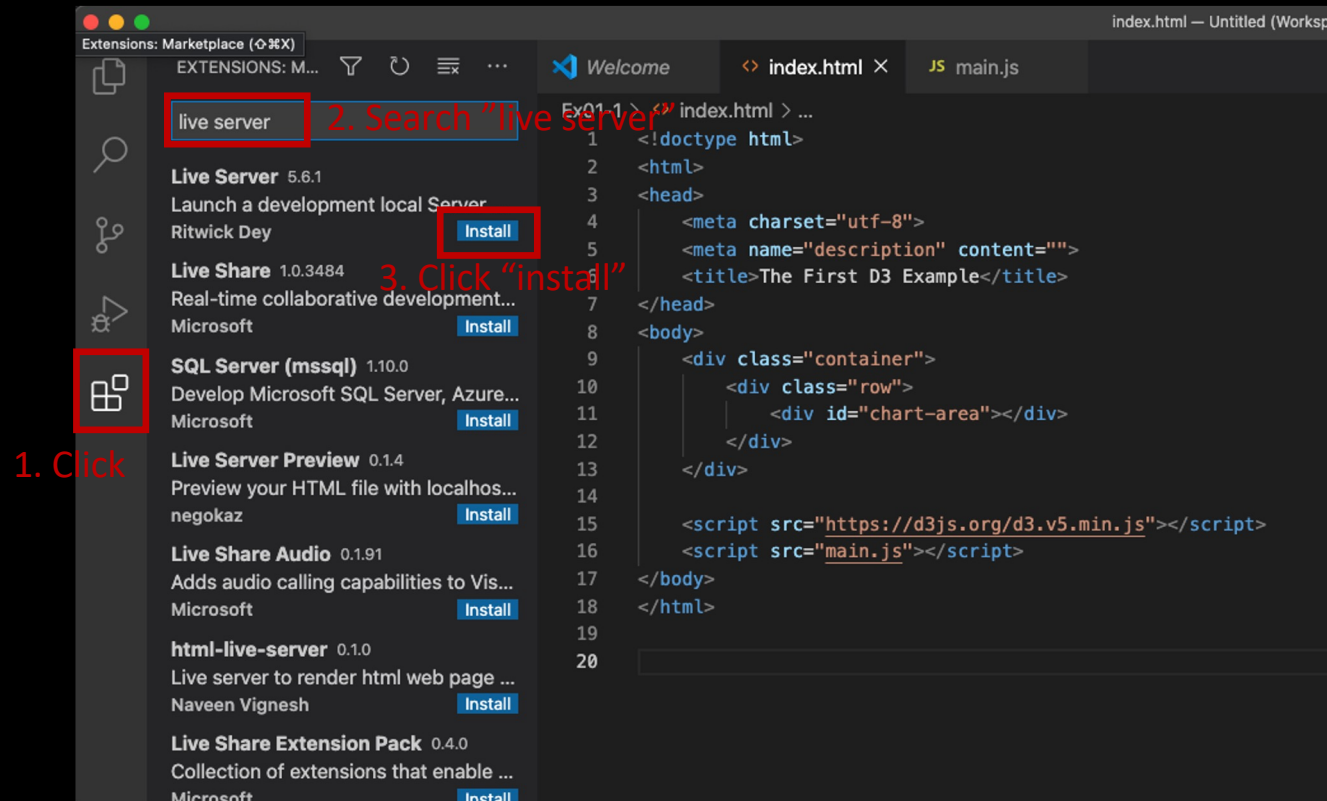 index.html — Untitled (Worksp
Extensions: Marketplace (⇧⌘X)
EXTENSIONS: M...
live server
2. Search "live server"
Live Server 5.6.1
Launch a development local Server
Ritwick Dey
Install
3. Click "install"
Live Share 1.0.3484
Real-time collaborative development...
Microsoft
Install
SQL Server (mssql) 1.10.0
Develop Microsoft SQL Server, Azure...
Microsoft
Install
1. Click
Live Server Preview 0.1.4
Preview your HTML file with localhos...
negokaz
Install
Live Share Audio 0.1.91
Adds audio calling capabilities to Vis...
Microsoft
Install
html-live-server 0.1.0
Live server to render html web page ...
Naveen Vignesh
Install
Live Share Extension Pack 0.4.0
Collection of extensions that enable ...
Microsoft
Install
Welcome
<> index.html ×
JS main.js
Ex01-1 > <> index.html > ...
1 <!doctype html>
2 <html>
3 <head>
4 <meta charset="utf-8">
5 <meta name="description" content="">
6 <title>The First D3 Example</title>
7 </head>
8 <body>
9 <div class="container">
10 <div class="row">
11 <div id="chart-area"></div>
12 </div>
13 </div>
14
15 <script src="https://d3js.org/d3.v5.min.js"></script>
16 <script src="main.js"></script>
17 </body>
18 </html>
19
20